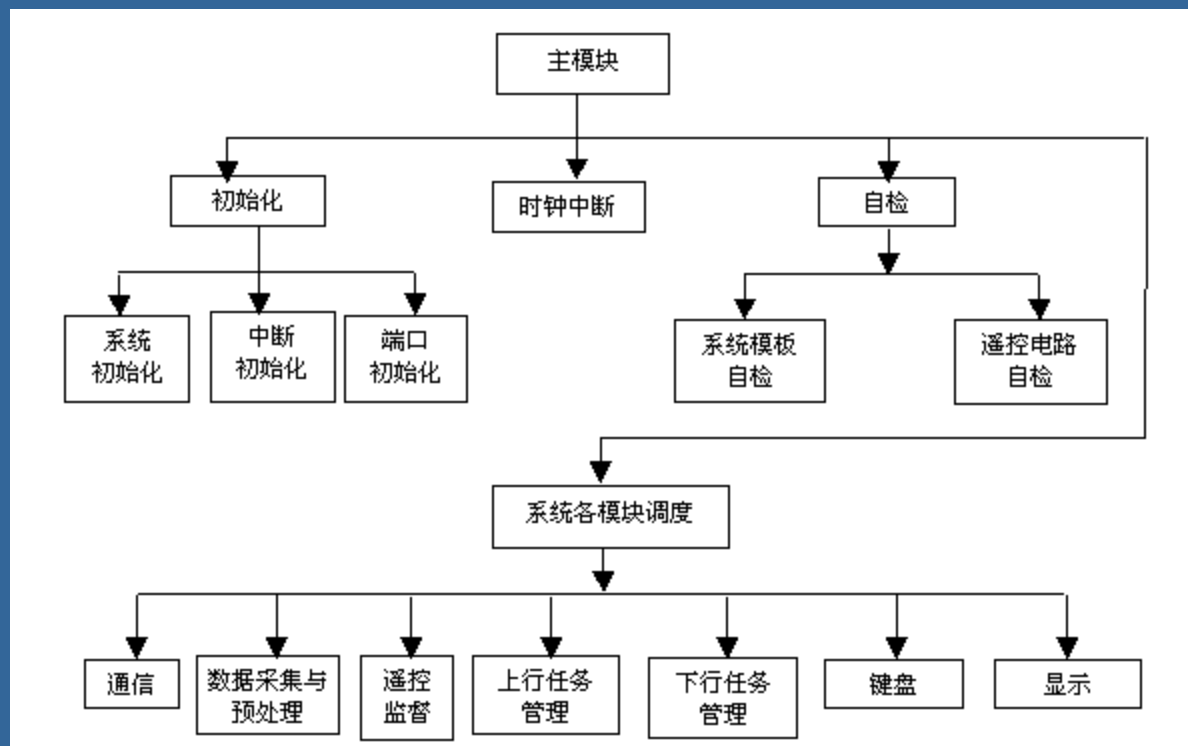 主模块
初始化
时钟中断
自检
系统
初始化
中断
初始化
端口
初始化
系统模板
自检
遥控电路
自检
系统各模块调度
通信
数据采集与
预处理
遥控
监督
上行任务
管理
下行任务
管理
键盘
显示